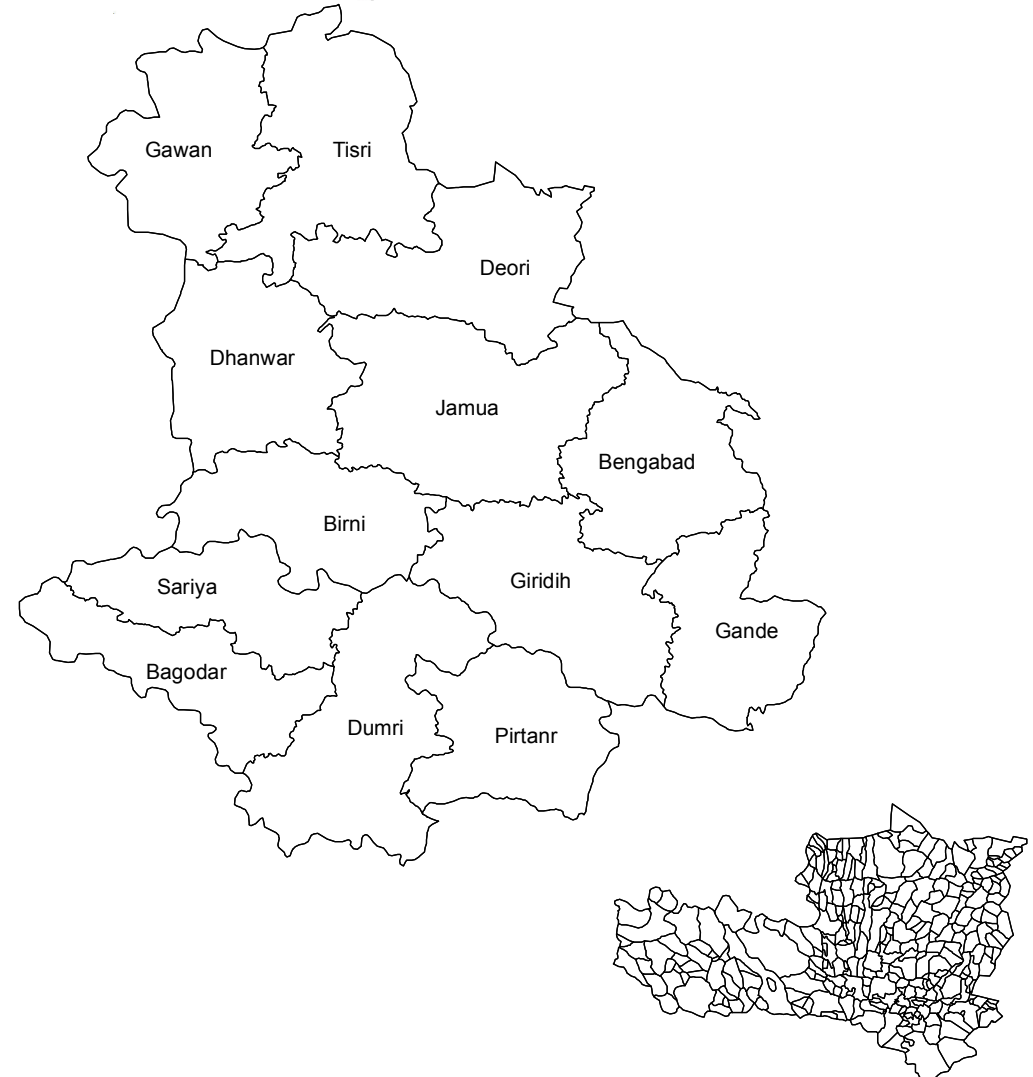 Gawan
Tisri
Deori
Dhanwar
Jamua
Bengabad
Birni
Giridih
Sariya
Gande
Bagodar
Dumri
Pirtanr